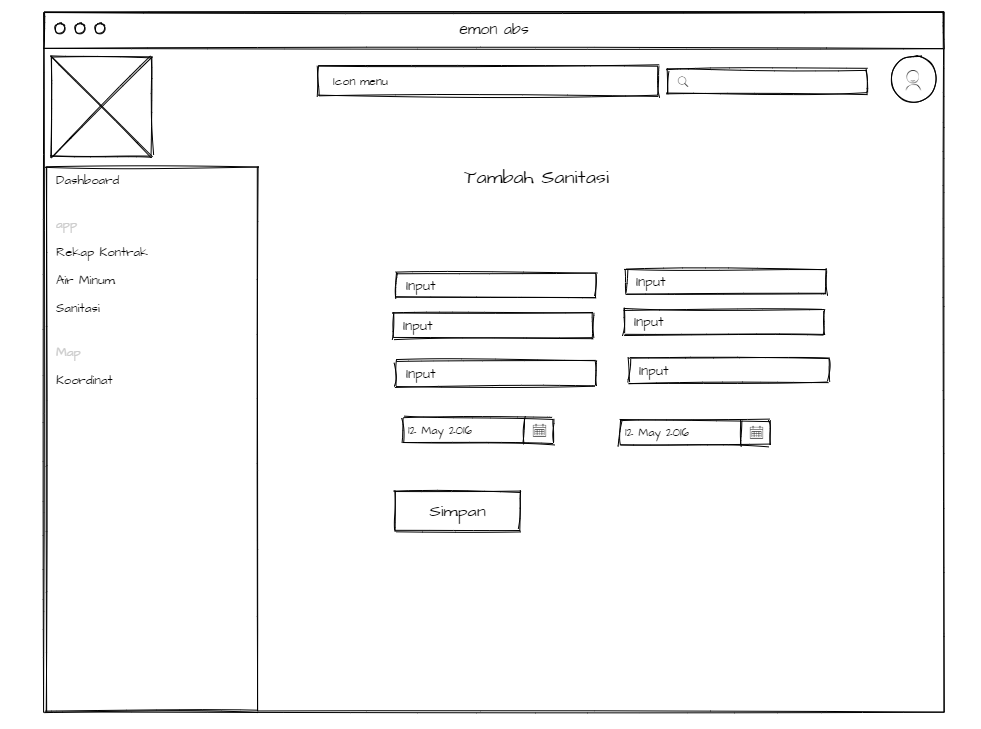 emon abs
Icon menu
Dashboard
app
Rekap Kontrak
Air Minum
Sanitasi
Map
Koordinat
Tambah Sanitasi
Input
Input
Input
Input
Input
Input
12 May 2016
12 May 2016
Simpan